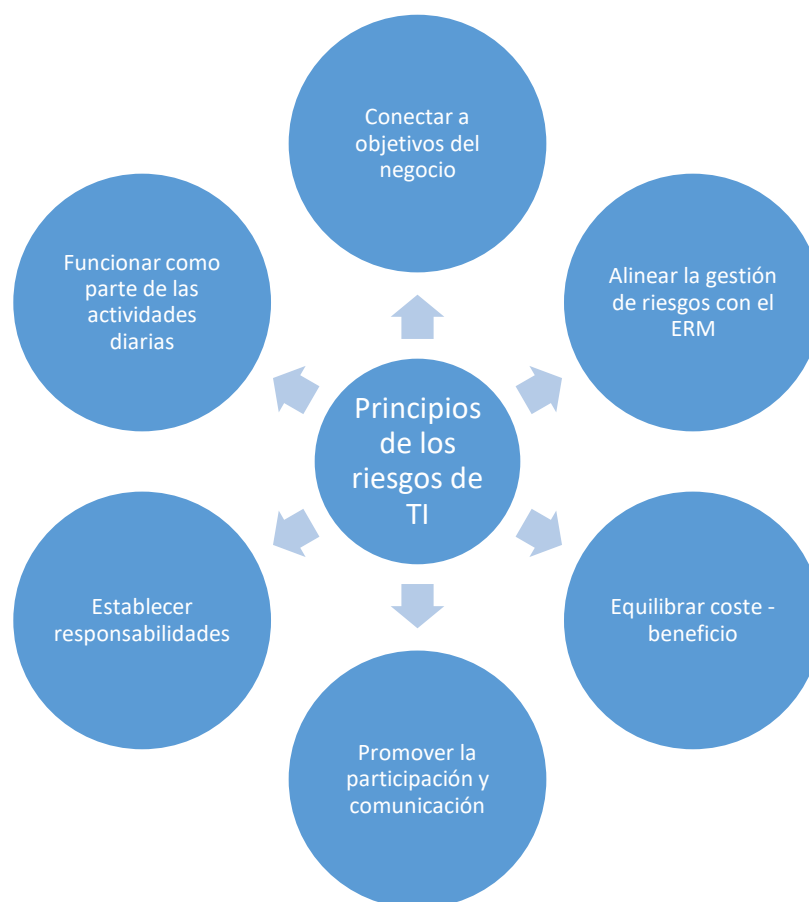 Conectar a
objetivos del
negocio
Funcionar como
parte de las
actividades
diarias
Alinear la gestión
de riesgos con el
ERM
Principios
de los
riesgos de
TI
Establecer
responsabilidades
Equilibrar coste -
beneficio
Promover la
participación y
comunicación